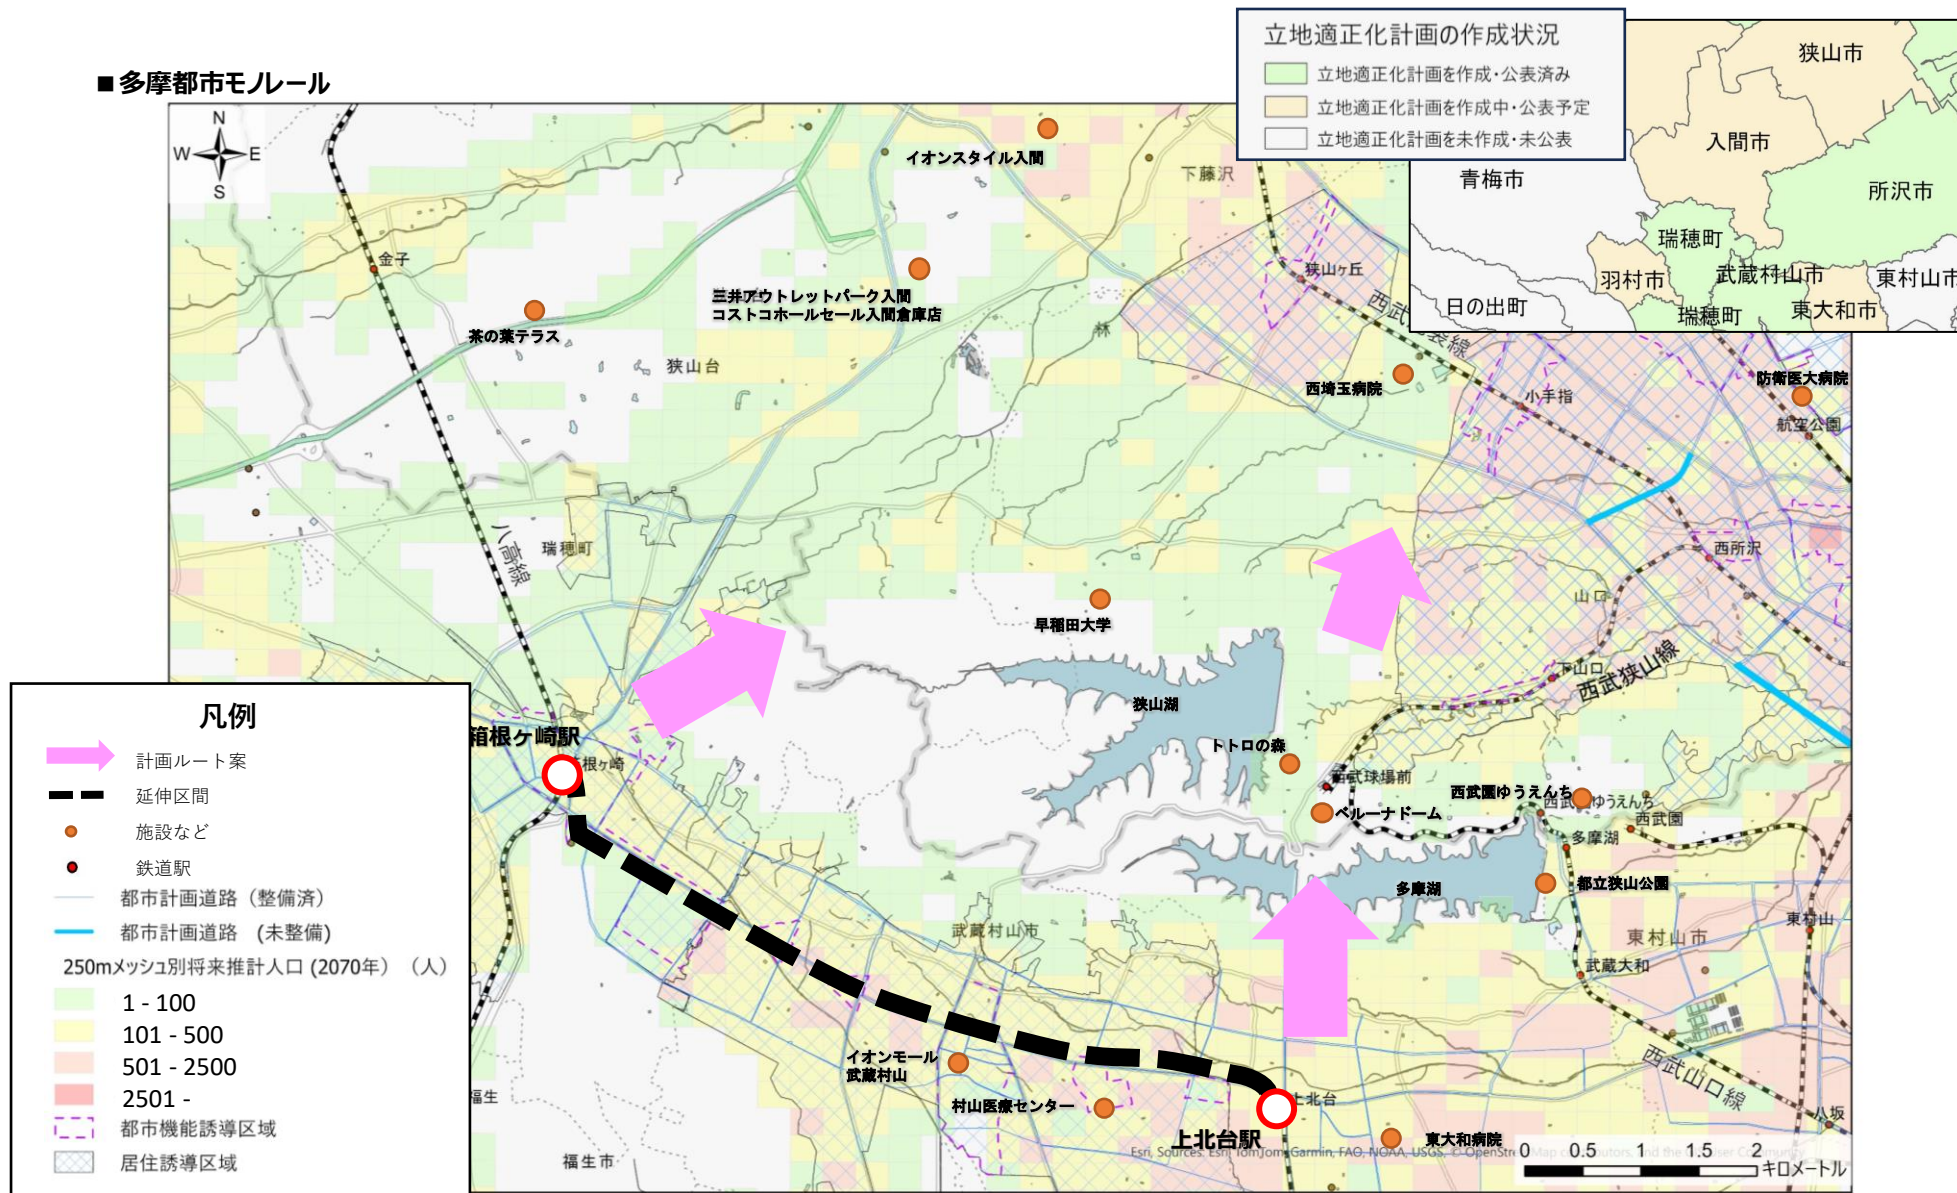 ■多摩都市モノレール
立地適正化計画の作成状況
立地適正化計画を作成・公表済み
立地適正化計画を作成中・公表予定
立地適正化計画を未作成・未公表
狭山市
入間市
青梅市
所沢市
瑞穂町
羽村市
武蔵村山市
東村山市
日の出町
瑞穂町
東大和市
N
W
E
S
イオンスタイル入間
下藤沢
金子
狭山ヶ丘
三井アウトレットパーク入間
コストコホールセール入間倉庫店
茶の葉テラス
林
狭山台
西埼玉病院
小手指
防衛医大病院
航空公園
八高線
瑞穂町
西所沢
早稲田大学
山口
下山口
西武狭山線
狭山湖
トトロの森
箱根ヶ崎駅
根ヶ崎
西武球場前
ベルーナドーム
西武園ゆうえんち
西武園ゆうえんち
西武園
多摩湖
多摩湖
都立狭山公園
東村山
武蔵村山市
東村山市
武蔵大和
イオンモール
武蔵村山
村山医療センター
上北台
上北台駅
東大和病院
西武山口線
八坂
福生
福生市
凡例
計画ルート案
延伸区間
施設など
鉄道駅
都市計画道路（整備済）
都市計画道路 (未整備)
250mメッシュ別将来推計人口 (2070年) （人）
1 - 100
101 - 500
501 - 2500
2501 -
都市機能誘導区域
居住誘導区域
0 0.5 1 1.5 2
キロメートル
Esri, Sources: Esri, TomTom, Garmin, FAO, NOAA, USGS, © OpenStreetMap contributors, and the GIS User Community